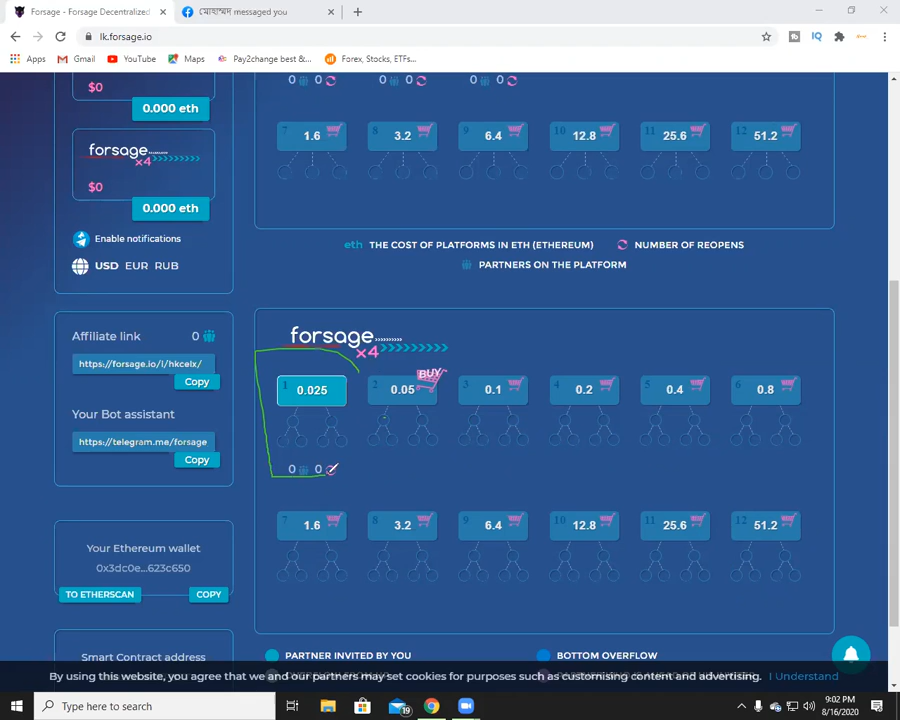 Forsage - Forsage Decentralized
মোহাম্মদ messaged you
lk.forsage.io
Apps
Gmail
YouTube
Maps
Pay2change best &...
Forex, Stocks, ETFs...
$0
0.000 eth
forsage
x4
$0
0.000 eth
Enable notifications
USD EUR RUB
Affiliate link 0
https://forsage.io/l/hkcelx/
Copy
Your Bot assistant
https://telegram.me/forsage
Copy
Your Ethereum wallet
0x3dc0e...623c650
TO ETHERSCAN COPY
Smart Contract address
0 0 0 0 0 0
7 1.6 8 3.2 9 6.4 10 12.8 11 25.6 12 51.2
eth THE COST OF PLATFORMS IN ETH (ETHEREUM) NUMBER OF REOPENS
PARTNERS ON THE PLATFORM
forsage
x4
BUY
1 0.025 2 0.05 3 0.1 4 0.2 5 0.4 6 0.8
0 0
7 1.6 8 3.2 9 6.4 10 12.8 11 25.6 12 51.2
PARTNER INVITED BY YOU BOTTOM OVERFLOW
By using this website, you agree that we and our partners may set cookies for purposes such as customising content and advertising. I Understand
Type here to search
19
9:02 PM
8/16/2020